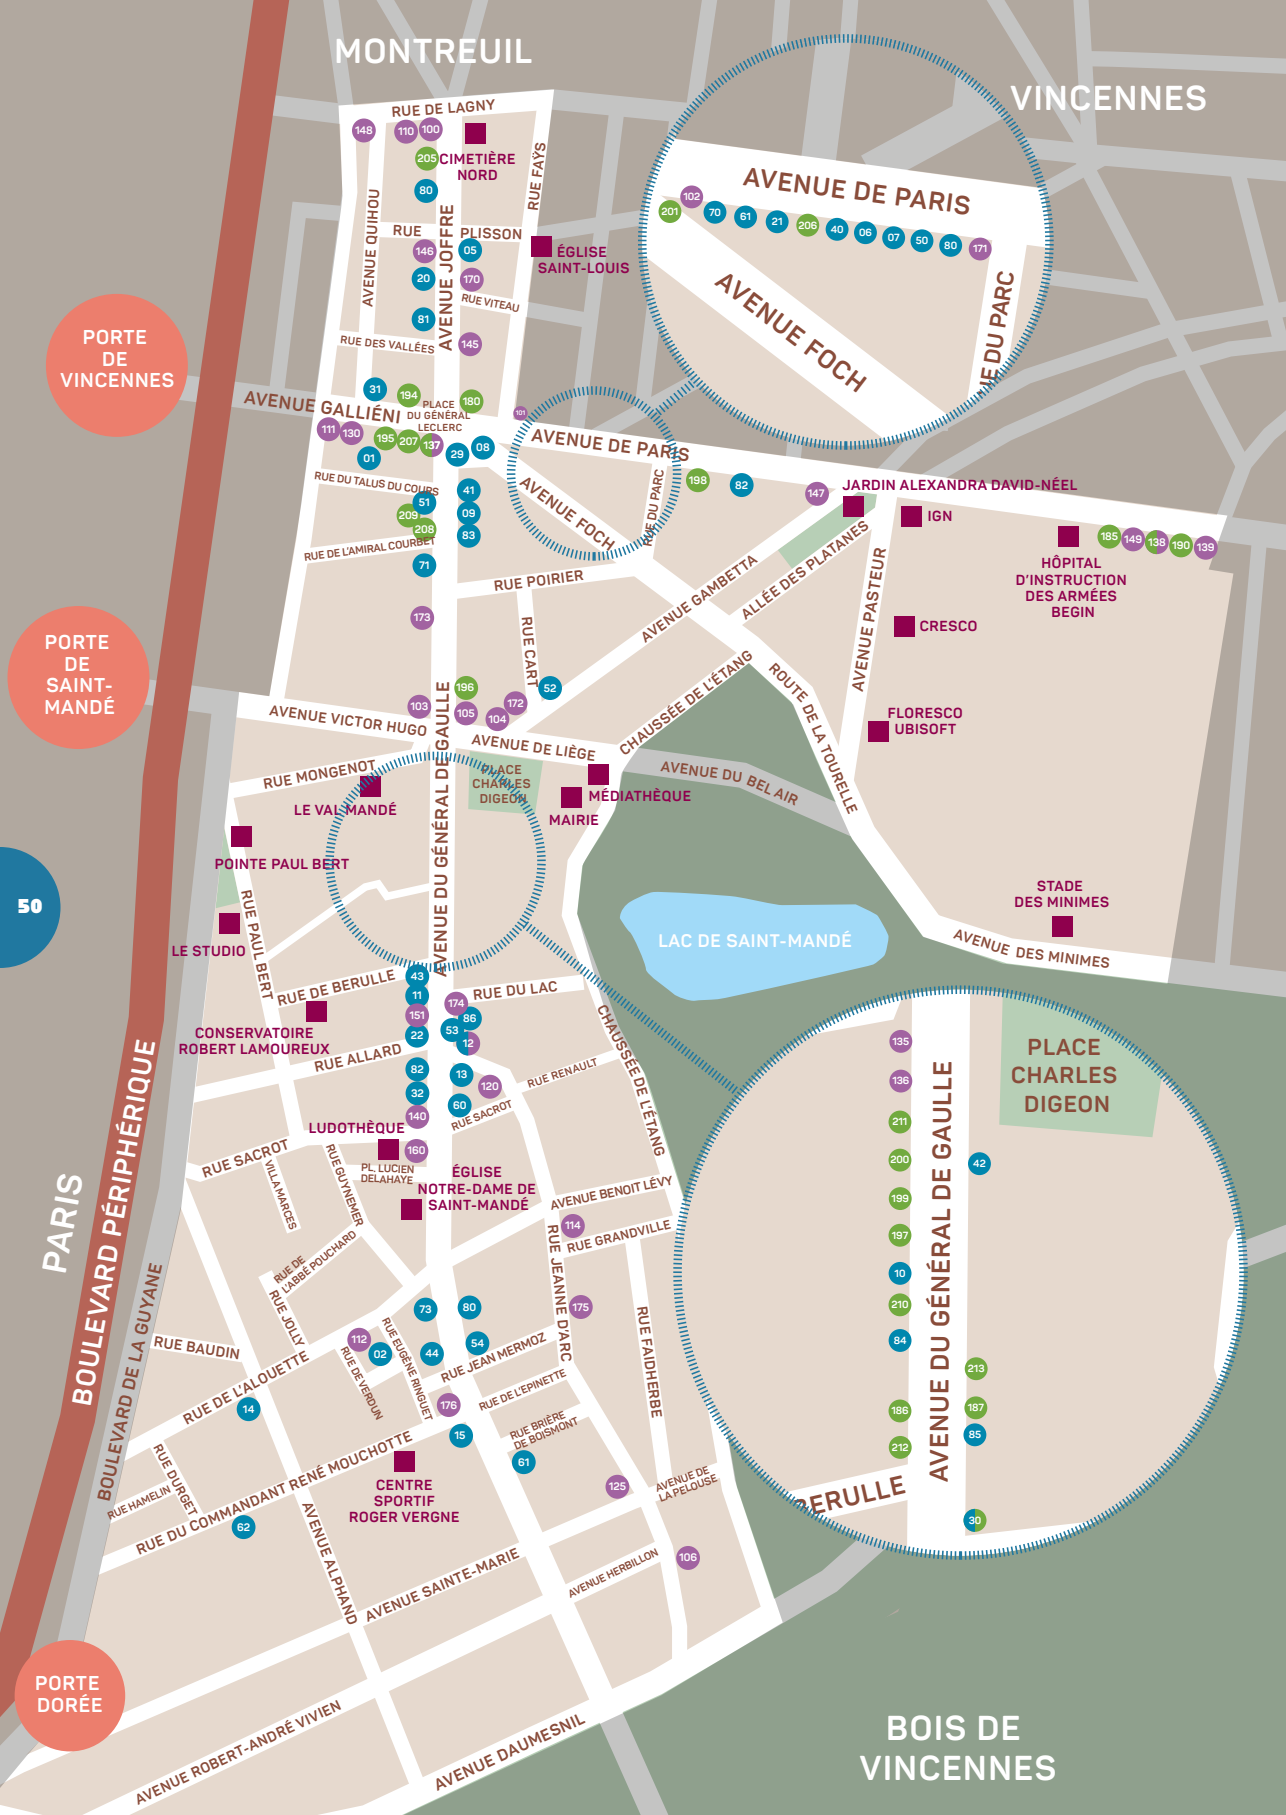 MONTREUIL
VINCENNES
RUE DE LAGNY
148
110
100
205
CIMETIÈRE
NORD
80
RUE FAŸS
AVENUE QUIHOU
AVENUE JOFFRE
RUE
PLISSON
146
05
ÉGLISE
SAINT-LOUIS
20
170
RUE VITEAU
81
RUE DES VALLÉES
145
AVENUE DE PARIS
102
201
70
61
21
206
40
06
07
50
80
171
AVENUE FOCH
E DU PARC
PORTE
DE
VINCENNES
31
194
180
AVENUE GALLIÉNI
PLACE
DU GÉNÉRAL
LECLERC
101
111
130
195
207
137
01
29
08
AVENUE DE PARIS
RUE DU TALUS DU COURS
51
41
209
09
208
83
RUE DE L'AMIRAL COURBET
71
AVENUE FOCH
RUE DU PARC
198
82
147
JARDIN ALEXANDRA DAVID-NÉEL
IGN
185
149
138
190
139
HÔPITAL
D'INSTRUCTION
DES ARMÉES
BEGIN
RUE POIRIER
173
RUE CART
AVENUE GAMBETTA
ALLÉE DES PLATANES
AVENUE PASTEUR
CRESCO
PORTE
DE
SAINT-
MANDÉ
196
52
103
105
172
104
AVENUE VICTOR HUGO
AVENUE DE LIÈGE
CHAUSSÉE DE L'ÉTANG
ROUTE DE LA TOURELLE
FLORESCO
UBISOFT
AVENUE DU GÉNÉRAL DE GAULLE
RUE MONGENOT
LE VAL MANDÉ
PLACE
CHARLES
DIGEON
MÉDIATHÈQUE
MAIRIE
AVENUE DU BEL AIR
POINTE PAUL BERT
50
RUE PAUL BERT
LE STUDIO
LAC DE SAINT-MANDÉ
STADE
DES MINIMES
AVENUE DES MINIMES
43
RUE DE BERULLE
11
174
RUE DU LAC
151
86
53
22
12
CONSERVATOIRE
ROBERT LAMOUREUX
RUE ALLARD
82
13
120
RUE RENAULT
32
60
140
RUE SACROT
CHAUSSÉE DE L'ÉTANG
LUDOTHÈQUE
160
RUE SACROT
PL. LUCIEN
DELAHAYE
ÉGLISE
NOTRE-DAME DE
SAINT-MANDÉ
VILLA MARCES
RUE GUYNEMER
AVENUE BENOIT LÉVY
114
RUE GRANDVILLE
RUE JEANNE D'ARC
RUE DE
L'ABBÉ POUCHARD
RUE JOLLY
PARIS
BOULEVARD PÉRIPHÉRIQUE
BOULEVARD DE LA GUYANE
135
136
211
200
199
197
10
210
84
186
212
42
213
187
85
30
AVENUE DU GÉNÉRAL DE GAULLE
PLACE
CHARLES
DIGEON
BERULLE
73
80
175
112
02
44
54
RUE JEAN MERMOZ
RUE EUGÈNE RINGUET
RUE DE VERDUN
RUE FAIDHERBE
RUE BAUDIN
RUE DE L'ALOUETTE
14
176
RUE DE L'EPINETTE
15
RUE BRIÈRE
DE BOISMONT
61
RUE DURGET
RUE HAMELIN
RUE DU COMMANDANT RENÉ MOUCHOTTE
62
CENTRE
SPORTIF
ROGER VERGNE
125
AVENUE DE
LA PELOUSE
AVENUE ALPHAND
AVENUE SAINTE-MARIE
AVENUE HERBILLON
106
PORTE
DORÉE
AVENUE ROBERT-ANDRÉ VIVIEN
AVENUE DAUMESNIL
BOIS DE
VINCENNES